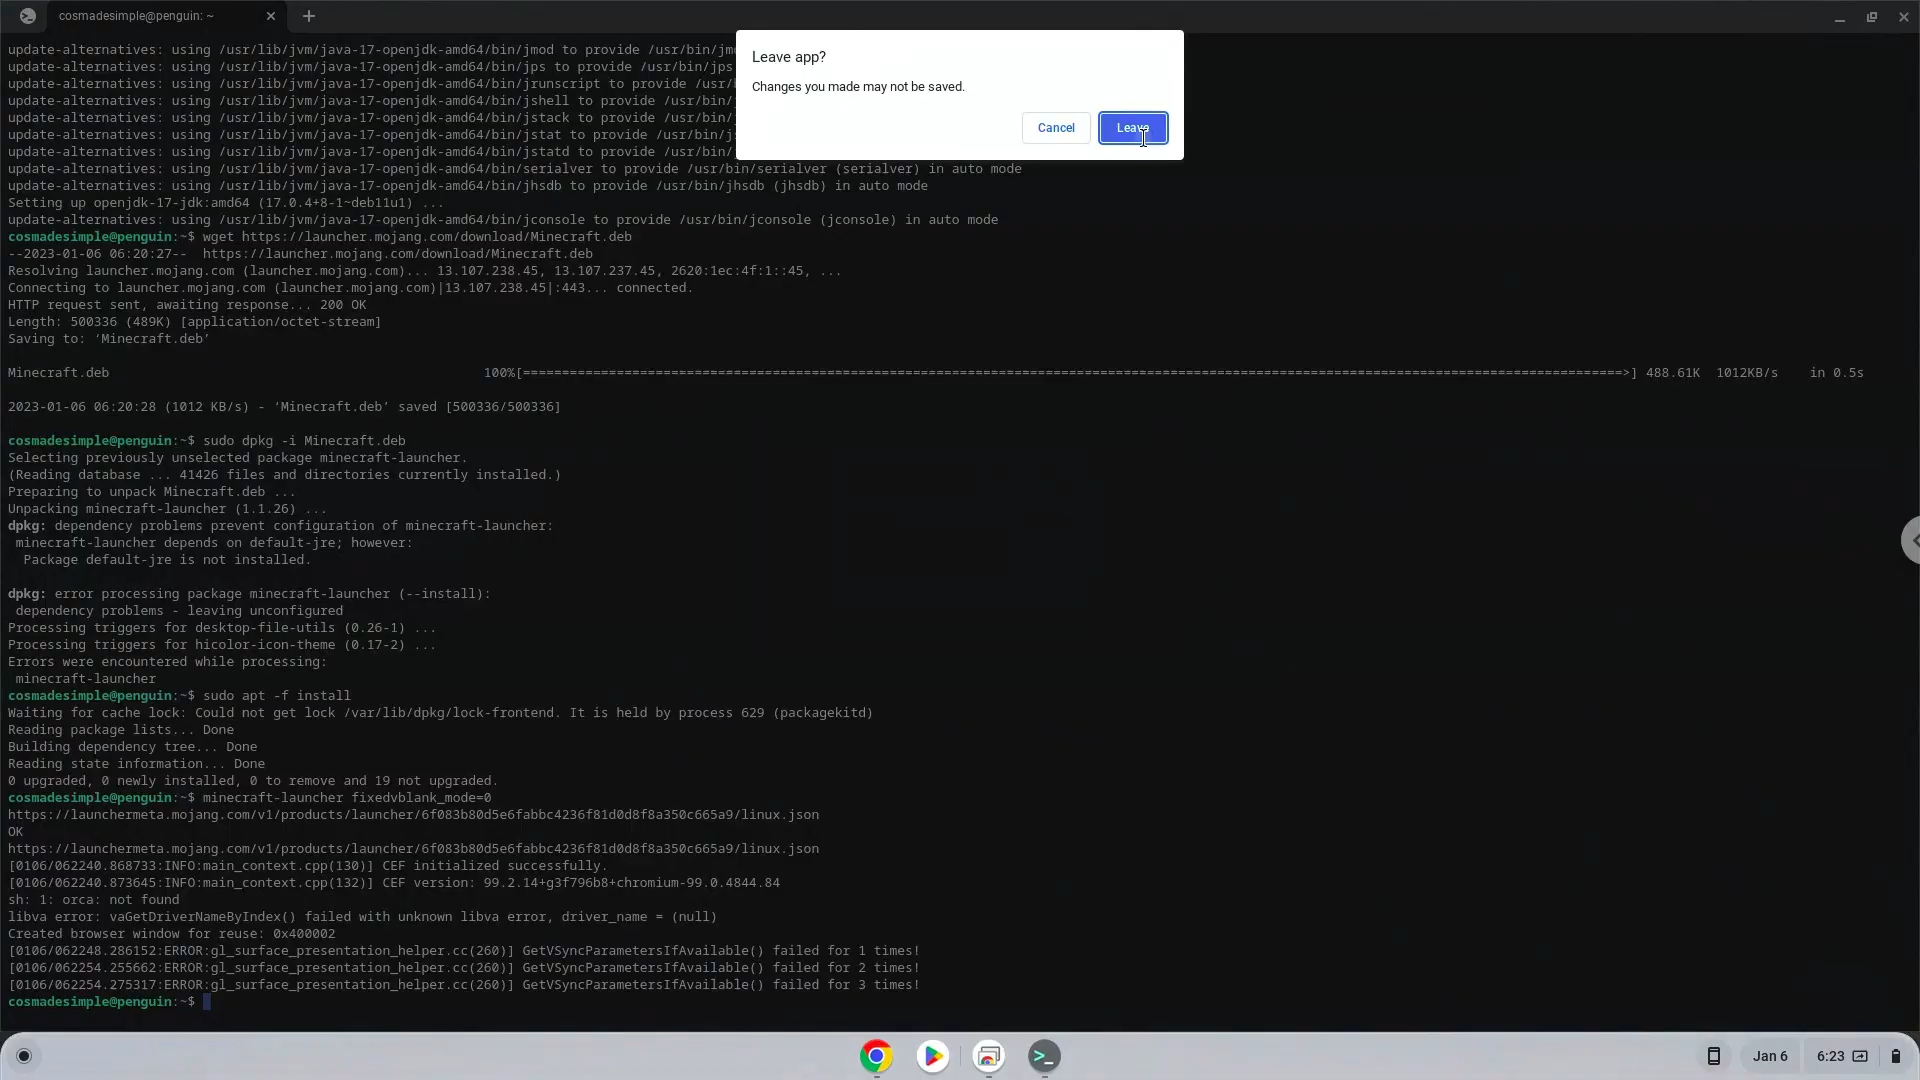 cosmadesimple@penguin: ~
Leave app?
Changes you made may not be saved.
Cancel
Leave
update-alternatives: using /usr/lib/jvm/java-17-openjdk-amd64/bin/jmod to provide /usr/bin/jm
update-alternatives: using /usr/lib/jvm/java-17-openjdk-amd64/bin/jps to provide /usr/bin/jps
update-alternatives: using /usr/lib/jvm/java-17-openjdk-amd64/bin/jrunscript to provide /usr/
update-alternatives: using /usr/lib/jvm/java-17-openjdk-amd64/bin/jshell to provide /usr/bin/
update-alternatives: using /usr/lib/jvm/java-17-openjdk-amd64/bin/jstack to provide /usr/bin/
update-alternatives: using /usr/lib/jvm/java-17-openjdk-amd64/bin/jstat to provide /usr/bin/j
update-alternatives: using /usr/lib/jvm/java-17-openjdk-amd64/bin/jstatd to provide /usr/bin/
update-alternatives: using /usr/lib/jvm/java-17-openjdk-amd64/bin/serialver to provide /usr/bin/serialver (serialver) in auto mode
update-alternatives: using /usr/lib/jvm/java-17-openjdk-amd64/bin/jhsdb to provide /usr/bin/jhsdb (jhsdb) in auto mode
Setting up openjdk-17-jdk:amd64 (17.0.4+8-1~deb11u1) ...
update-alternatives: using /usr/lib/jvm/java-17-openjdk-amd64/bin/jconsole to provide /usr/bin/jconsole (jconsole) in auto mode
cosmadesimple@penguin:~$ wget https://launcher.mojang.com/download/Minecraft.deb
--2023-01-06 06:20:27--  https://launcher.mojang.com/download/Minecraft.deb
Resolving launcher.mojang.com (launcher.mojang.com)... 13.107.238.45, 13.107.237.45, 2620:1ec:4f:1::45, ...
Connecting to launcher.mojang.com (launcher.mojang.com)|13.107.238.45|:443... connected.
HTTP request sent, awaiting response... 200 OK
Length: 500336 (489K) [application/octet-stream]
Saving to: ‘Minecraft.deb’
Minecraft.deb 100%[=============================================================================================================================================>] 488.61K 1012KB/s in 0.5s
2023-01-06 06:20:28 (1012 KB/s) - ‘Minecraft.deb’ saved [500336/500336]
cosmadesimple@penguin:~$ sudo dpkg -i Minecraft.deb
Selecting previously unselected package minecraft-launcher.
(Reading database ... 41426 files and directories currently installed.)
Preparing to unpack Minecraft.deb ...
Unpacking minecraft-launcher (1.1.26) ...
dpkg: dependency problems prevent configuration of minecraft-launcher:
minecraft-launcher depends on default-jre; however:
Package default-jre is not installed.
dpkg: error processing package minecraft-launcher (--install):
dependency problems - leaving unconfigured
Processing triggers for desktop-file-utils (0.26-1) ...
Processing triggers for hicolor-icon-theme (0.17-2) ...
Errors were encountered while processing:
minecraft-launcher
cosmadesimple@penguin:~$ sudo apt -f install
Waiting for cache lock: Could not get lock /var/lib/dpkg/lock-frontend. It is held by process 629 (packagekitd)
Reading package lists... Done
Building dependency tree... Done
Reading state information... Done
0 upgraded, 0 newly installed, 0 to remove and 19 not upgraded.
cosmadesimple@penguin:~$ minecraft-launcher fixedvblank_mode=0
https://launchermeta.mojang.com/v1/products/launcher/6f083b80d5e6fabbc4236f81d0d8f8a350c665a9/linux.json
OK
https://launchermeta.mojang.com/v1/products/launcher/6f083b80d5e6fabbc4236f81d0d8f8a350c665a9/linux.json
[0106/062240.868733:INFO:main_context.cpp(130)] CEF initialized successfully.
[0106/062240.873645:INFO:main_context.cpp(132)] CEF version: 99.2.14+g3f796b8+chromium-99.0.4844.84
sh: 1: orca: not found
libva error: vaGetDriverNameByIndex() failed with unknown libva error, driver_name = (null)
Created browser window for reuse: 0x400002
[0106/062248.286152:ERROR:gl_surface_presentation_helper.cc(260)] GetVSyncParametersIfAvailable() failed for 1 times!
[0106/062254.255662:ERROR:gl_surface_presentation_helper.cc(260)] GetVSyncParametersIfAvailable() failed for 2 times!
[0106/062254.275317:ERROR:gl_surface_presentation_helper.cc(260)] GetVSyncParametersIfAvailable() failed for 3 times!
cosmadesimple@penguin:~$
Jan 6
6:23